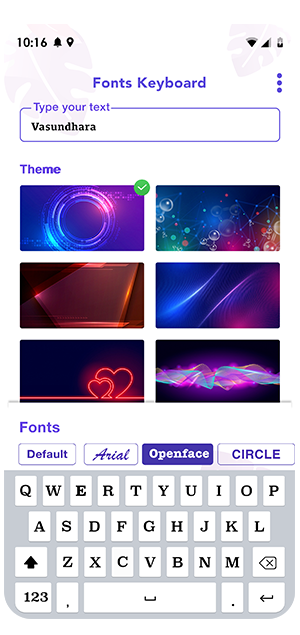 10:16
Fonts Keyboard
Type your text
Vasundhara
Theme
Fonts
Default Arial Openface CIRCLE
Q W E R T Y U I O P
A S D F G H J K L
Z X C V B N M
123 , .